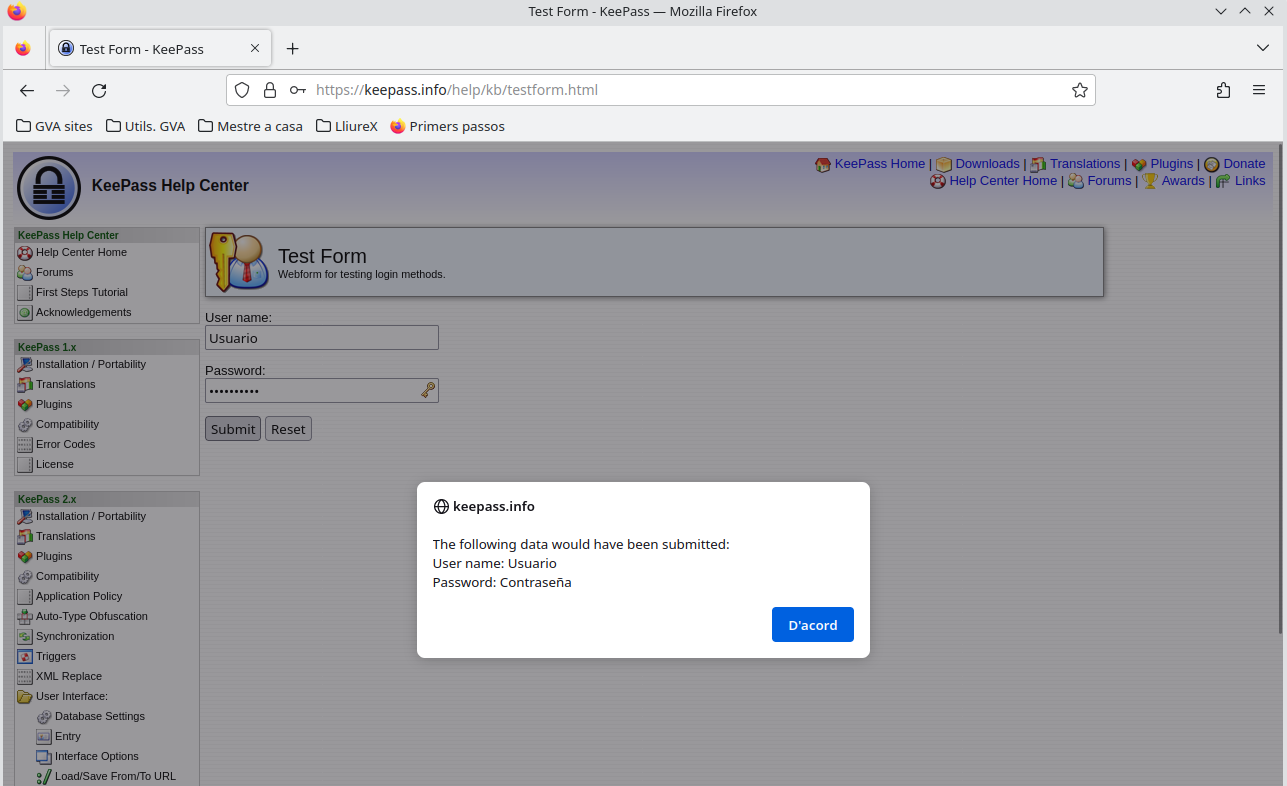 Test Form - KeePass — Mozilla Firefox
Test Form - KeePass
https://keepass.info/help/kb/testform.html
GVA sites Utils. GVA Mestre a casa LliureX Primers passos
KeePass Help Center
KeePass Home | Downloads | Translations | Plugins | Donate
Help Center Home | Forums | Awards | Links
KeePass Help Center
Help Center Home
Forums
First Steps Tutorial
Acknowledgements
KeePass 1.x
Installation / Portability
Translations
Plugins
Compatibility
Error Codes
License
KeePass 2.x
Installation / Portability
Translations
Plugins
Compatibility
Application Policy
Auto-Type Obfuscation
Synchronization
Triggers
XML Replace
User Interface:
Database Settings
Entry
Interface Options
Load/Save From/To URL
Test Form
Webform for testing login methods.
User name:
Usuario
Password:
••••••••••
Submit Reset
keepass.info
The following data would have been submitted:
User name: Usuario
Password: Contraseña
D'acord